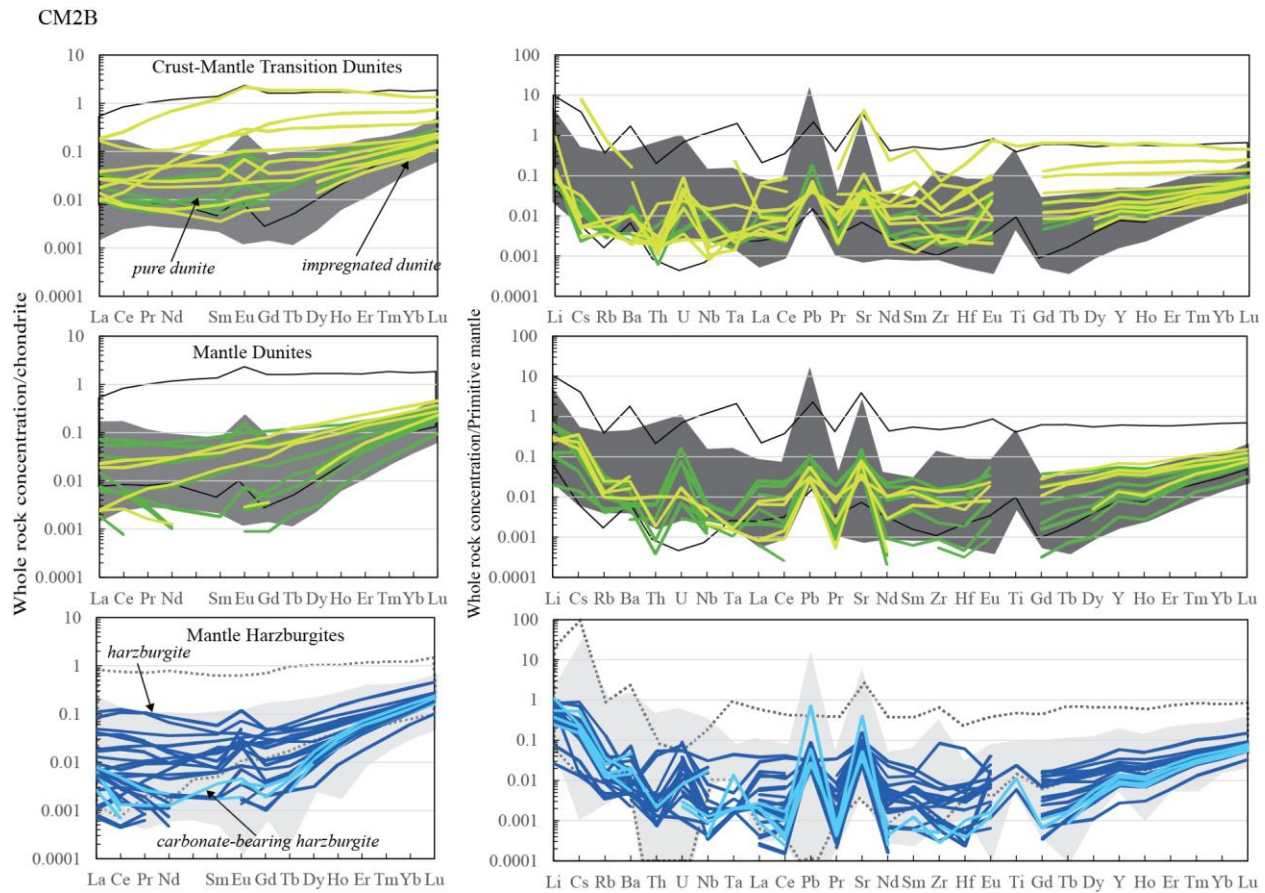 CM2B
Whole rock concentration/chondrite
Crust-Mantle Transition Dunites
10
1
0.1
0.01
0.001
0.0001
pure dunite
impregnated dunite
La Ce Pr Nd Sm Eu Gd Tb Dy Ho Er Tm Yb Lu
Whole rock concentration/Primitive mantle
100
10
1
0.1
0.01
0.001
0.0001
Li Cs Rb Ba Th U Nb Ta La Ce Pb Pr Sr Nd Sm Zr Hf Eu Ti Gd Tb Dy Y Ho Er Tm Yb Lu
Mantle Dunites
10
1
0.1
0.01
0.001
0.0001
La Ce Pr Nd Sm Eu Gd Tb Dy Ho Er Tm Yb Lu
100
10
1
0.1
0.01
0.001
0.0001
Li Cs Rb Ba Th U Nb Ta La Ce Pb Pr Sr Nd Sm Zr Hf Eu Ti Gd Tb Dy Y Ho Er Tm Yb Lu
Mantle Harzburgites
harzburgite
10
1
0.1
0.01
0.001
0.0001
carbonate-bearing harzburgite
La Ce Pr Nd Sm Eu Gd Tb Dy Ho Er Tm Yb Lu
100
10
1
0.1
0.01
0.001
0.0001
Li Cs Rb Ba Th U Nb Ta La Ce Pb Pr Sr Nd Sm Zr Hf Eu Ti Gd Tb Dy Y Ho Er Tm Yb Lu